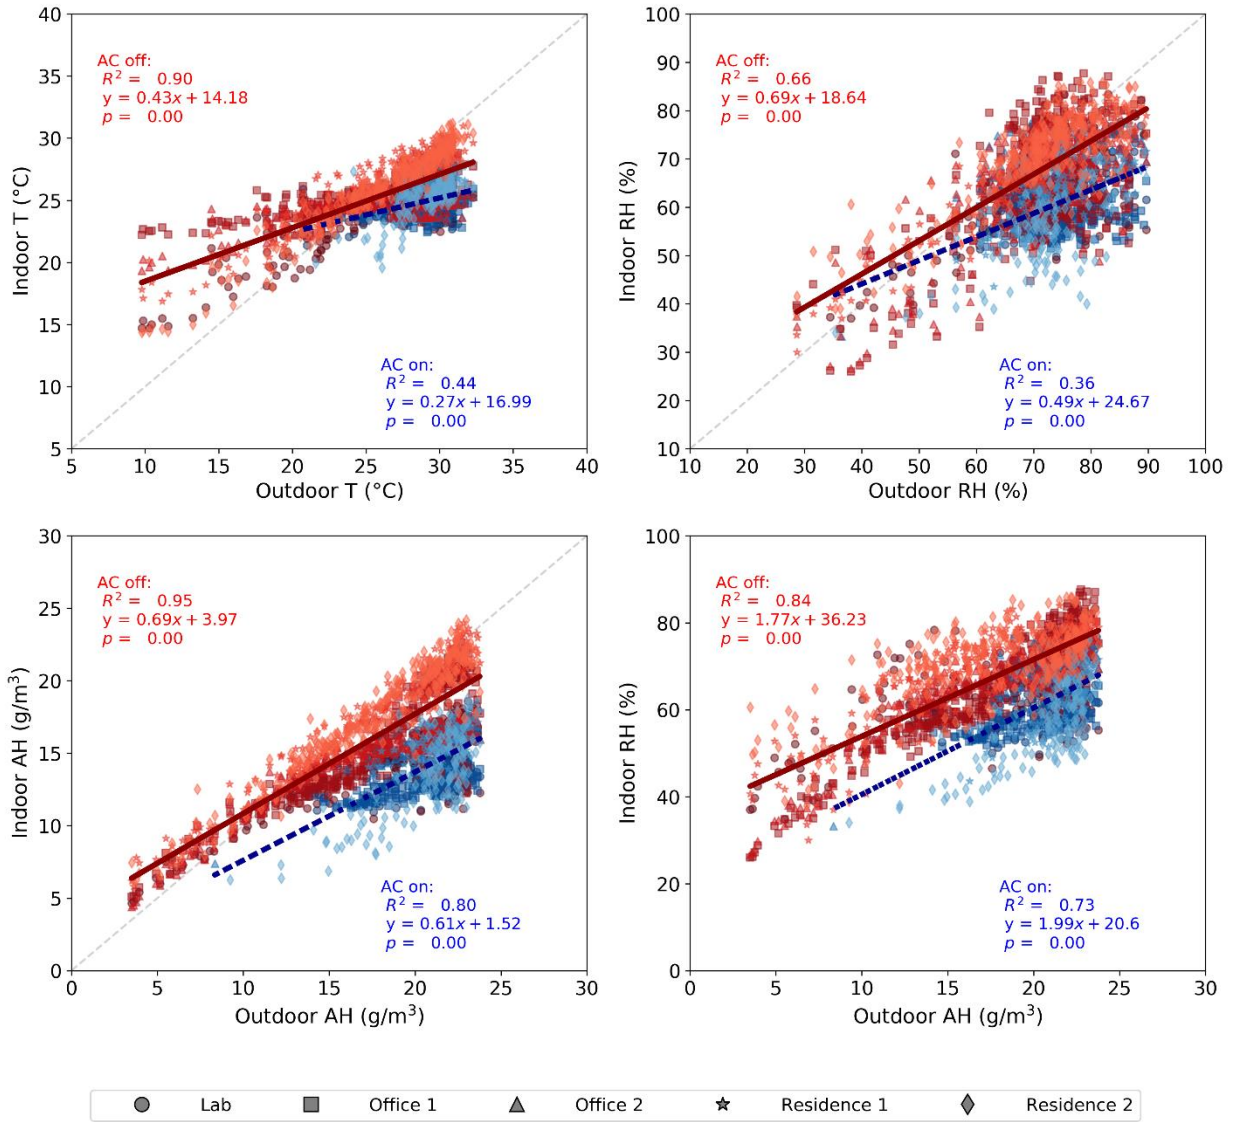 40
35
30
25
20
15
10
5
Indoor T (°C)
AC off:
R² = 0.90
y = 0.43x + 14.18
p = 0.00
AC on:
R² = 0.44
y = 0.27x + 16.99
p = 0.00
5 10 15 20 25 30 35 40
Outdoor T (°C)
100
90
80
70
60
50
40
30
20
10
Indoor RH (%)
AC off:
R² = 0.66
y = 0.69x + 18.64
p = 0.00
AC on:
R² = 0.36
y = 0.49x + 24.67
p = 0.00
10 20 30 40 50 60 70 80 90 100
Outdoor RH (%)
30
25
20
15
10
5
0
Indoor AH (g/m³)
AC off:
R² = 0.95
y = 0.69x + 3.97
p = 0.00
AC on:
R² = 0.80
y = 0.61x + 1.52
p = 0.00
0 5 10 15 20 25 30
Outdoor AH (g/m³)
100
80
60
40
20
0
Indoor RH (%)
AC off:
R² = 0.84
y = 1.77x + 36.23
p = 0.00
AC on:
R² = 0.73
y = 1.99x + 20.6
p = 0.00
0 5 10 15 20 25 30
Outdoor AH (g/m³)
Lab Office 1 Office 2 Residence 1 Residence 2